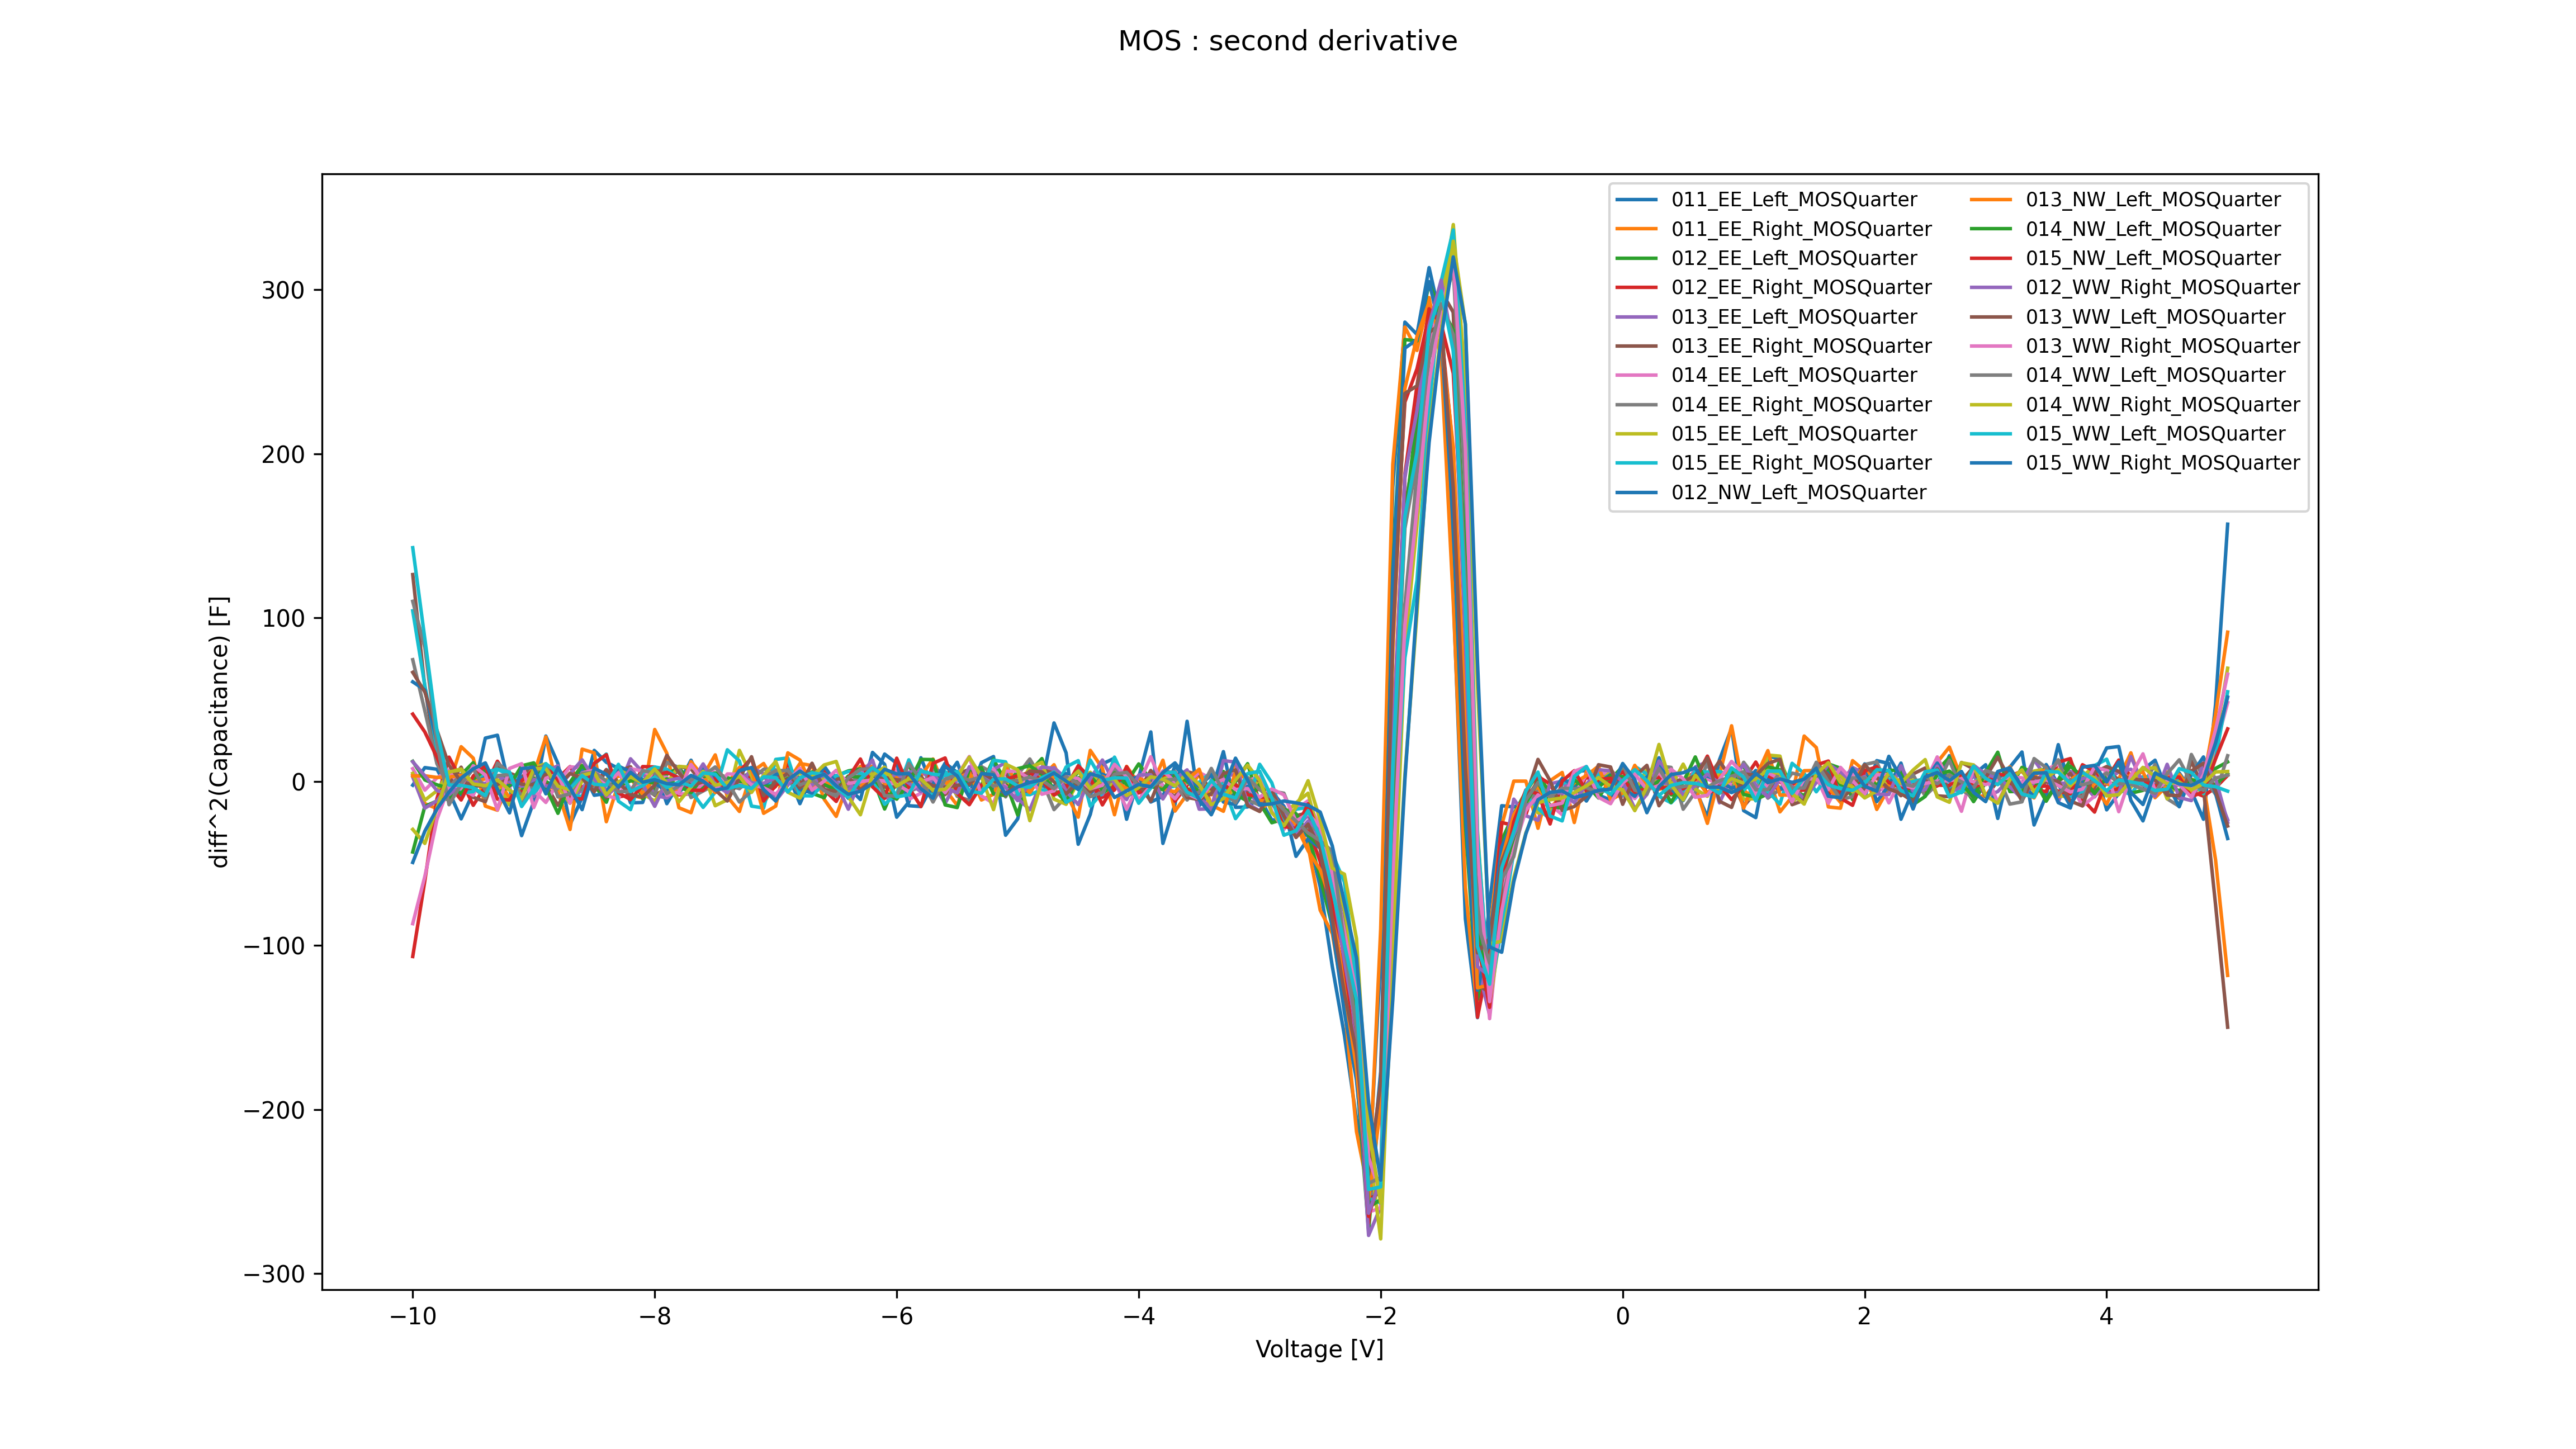 MOS : second derivative
011_EE_Left_MOSQuarter
011_EE_Right_MOSQuarter
012_EE_Left_MOSQuarter
012_EE_Right_MOSQuarter
013_EE_Left_MOSQuarter
013_EE_Right_MOSQuarter
014_EE_Left_MOSQuarter
014_EE_Right_MOSQuarter
015_EE_Left_MOSQuarter
015_EE_Right_MOSQuarter
012_NW_Left_MOSQuarter
013_NW_Left_MOSQuarter
014_NW_Left_MOSQuarter
015_NW_Left_MOSQuarter
012_WW_Right_MOSQuarter
013_WW_Left_MOSQuarter
013_WW_Right_MOSQuarter
014_WW_Left_MOSQuarter
014_WW_Right_MOSQuarter
015_WW_Left_MOSQuarter
015_WW_Right_MOSQuarter
diff^2(Capacitance) [F]
300
200
100
0
−100
−200
−300
−10 −8 −6 −4 −2 0 2 4
Voltage [V]